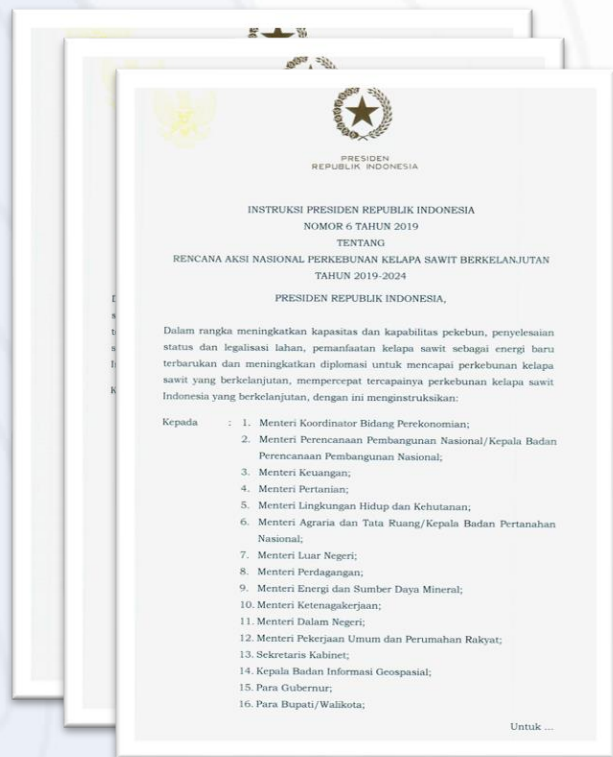 PRESIDEN
REPUBLIK INDONESIA
INSTRUKSI PRESIDEN REPUBLIK INDONESIA
NOMOR 6 TAHUN 2019
TENTANG
RENCANA AKSI NASIONAL PERKEBUNAN KELAPA SAWIT BERKELANJUTAN
TAHUN 2019-2024
PRESIDEN REPUBLIK INDONESIA,
Dalam rangka meningkatkan kapasitas dan kapabilitas pekebun, penyelesaian
status dan legalisasi lahan, pemanfaatan kelapa sawit sebagai energi baru
terbarukan dan meningkatkan diplomasi untuk mencapai perkebunan kelapa
sawit yang berkelanjutan, mempercepat tercapainya perkebunan kelapa sawit
Indonesia yang berkelanjutan, dengan ini menginstruksikan:
Kepada : 1. Menteri Koordinator Bidang Perekonomian;
2. Menteri Perencanaan Pembangunan Nasional/Kepala Badan
Perencanaan Pembangunan Nasional;
3. Menteri Keuangan;
4. Menteri Pertanian;
5. Menteri Lingkungan Hidup dan Kehutanan;
6. Menteri Agraria dan Tata Ruang/Kepala Badan Pertanahan
Nasional;
7. Menteri Luar Negeri;
8. Menteri Perdagangan;
9. Menteri Energi dan Sumber Daya Mineral;
10. Menteri Ketenagakerjaan;
11. Menteri Dalam Negeri;
12. Menteri Pekerjaan Umum dan Perumahan Rakyat;
13. Sekretaris Kabinet;
14. Kepala Badan Informasi Geospasial;
15. Para Gubernur;
16. Para Bupati/Walikota;
Untuk ...